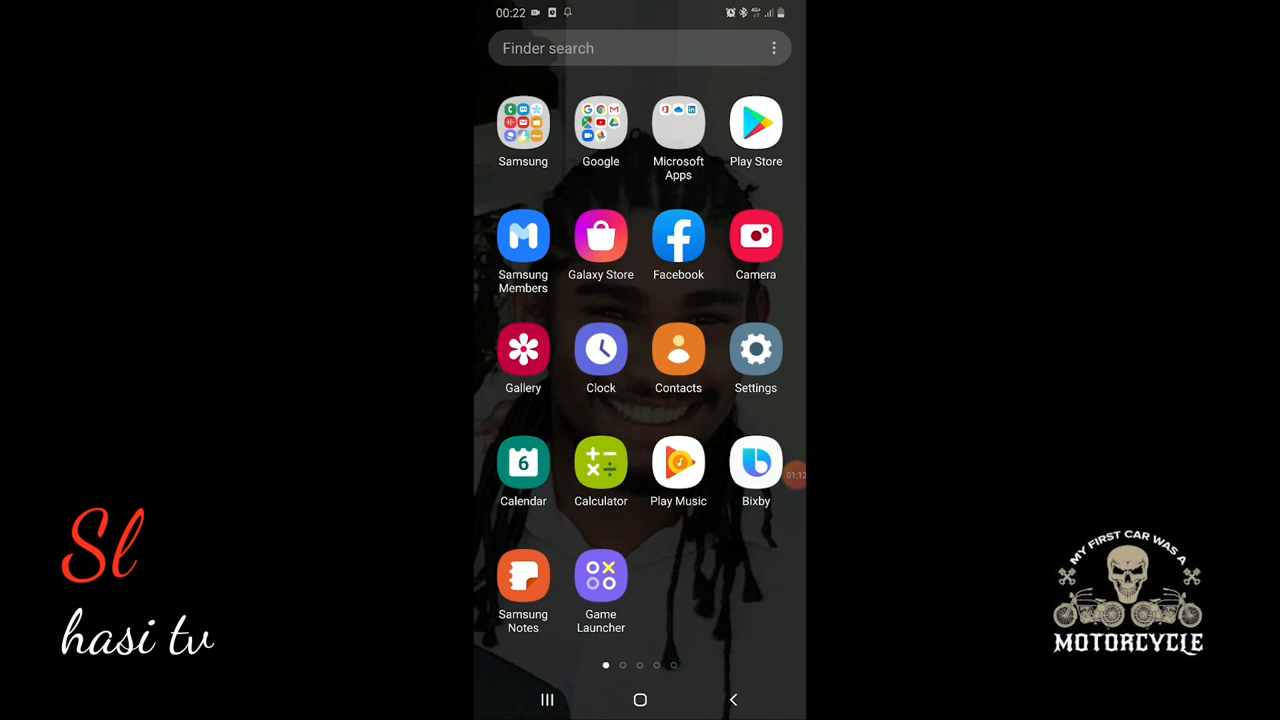 00:22
Finder search
Samsung
Google
Microsoft Apps
Play Store
Samsung Members
Galaxy Store
Facebook
Camera
Gallery
Clock
Contacts
Settings
6
Calendar
Calculator
Play Music
Bixby
01:12
Samsung Notes
Game Launcher
Sl
hasi tv
MY FIRST CAR WAS A
MOTORCYCLE